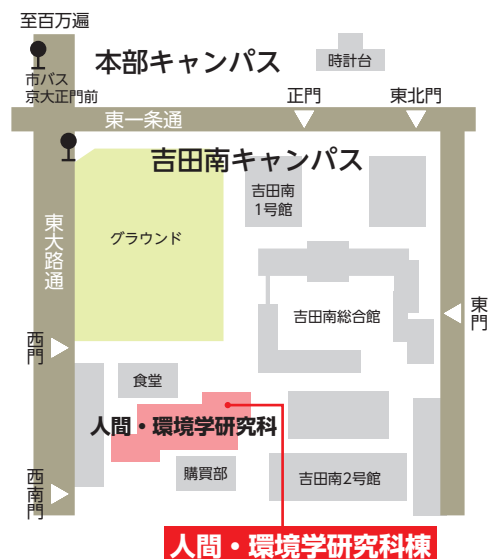 至百万遍
本部キャンパス
時計台
市バス
京大正門前
正門
東北門
東一条通
吉田南キャンパス
吉田南
1号館
東大路通
グラウンド
吉田南総合館
東門
西門
食堂
人間・環境学研究科
購買部
吉田南2号館
西南門
人間・環境学研究科棟